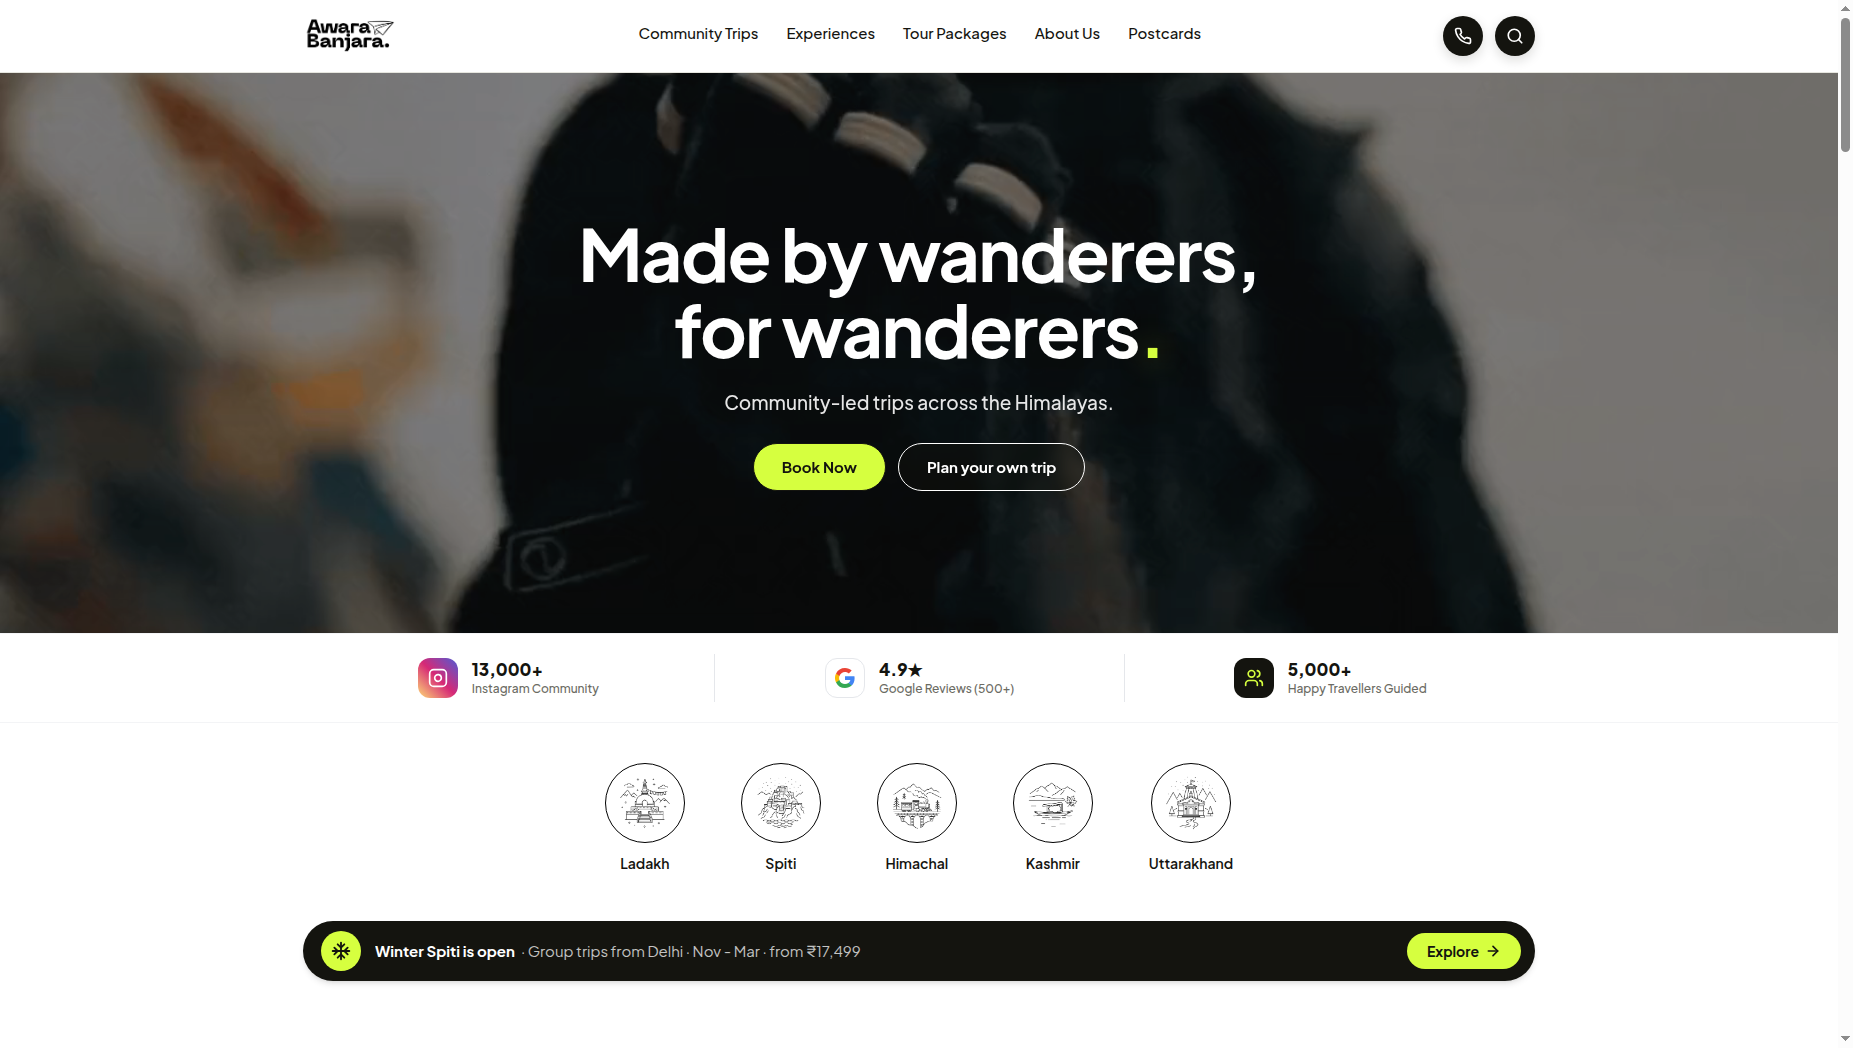 Awara
Banjara.
Community Trips
Experiences
Tour Packages
About Us
Postcards
Made by wanderers,
for wanderers.
Community-led trips across the Himalayas.
Book Now
Plan your own trip
13,000+
Instagram Community
4.9★
Google Reviews (500+)
5,000+
Happy Travellers Guided
Ladakh
Spiti
Himachal
Kashmir
Uttarakhand
Winter Spiti is open · Group trips from Delhi · Nov - Mar · from ₹17,499
Explore →